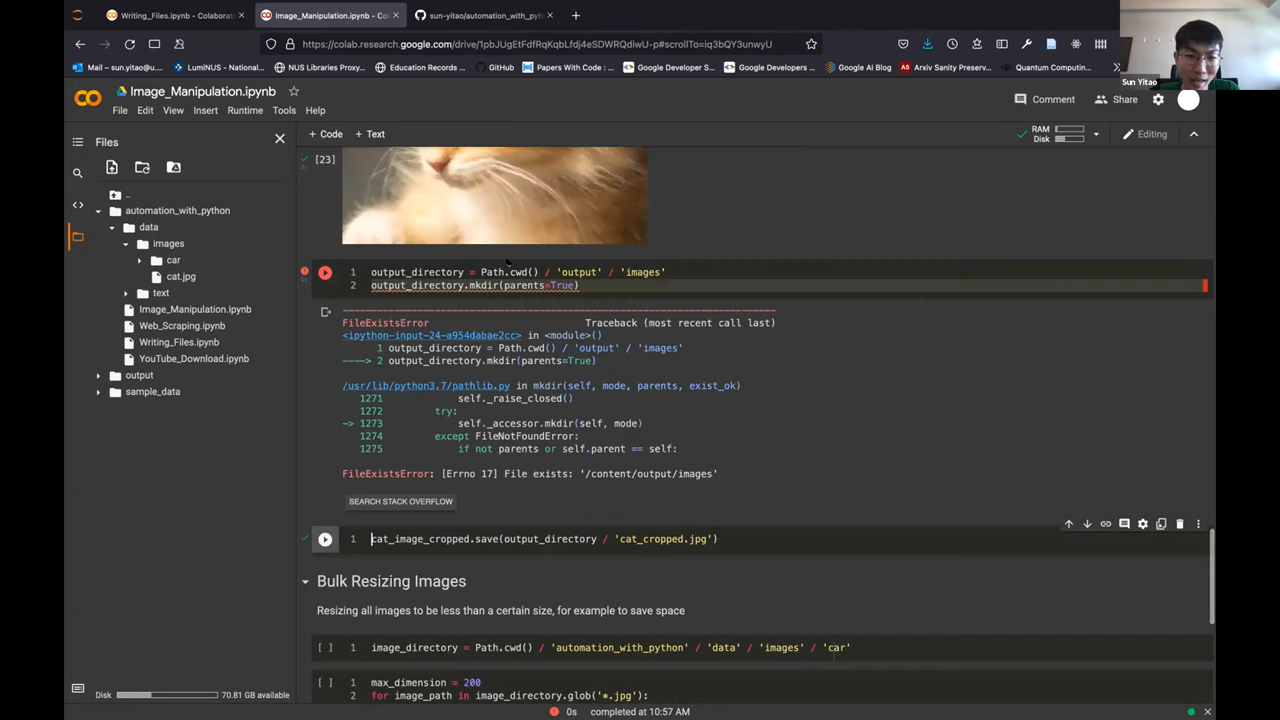 Writing_Files.ipynb - Colaborato
Image_Manipulation.ipynb - Col
sun-yitao/automation_with_pyth
https://colab.research.google.com/drive/1pbJUgEtFdfRqKqbLfdj4eSDWRQdiwU-p#scrollTo=iq3bQY3unwyU
Mail – sun.yitao@u....
LumiNUS - National...
NUS Libraries Proxy...
Education Records ...
GitHub
Papers With Code : ...
Google Developer S...
Google Developers ...
Google AI Blog
Arxiv Sanity Preserv...
Quantum Computing...
Sun Yitao
Image_Manipulation.ipynb
File Edit View Insert Runtime Tools Help
Comment
Share
+ Code + Text
RAM
Disk
Editing
Files
..
automation_with_python
data
images
car
cat.jpg
text
Image_Manipulation.ipynb
Web_Scraping.ipynb
Writing_Files.ipynb
YouTube_Download.ipynb
output
sample_data
Disk 70.81 GB available
[23]
1 output_directory = Path.cwd() / 'output' / 'images'
2 output_directory.mkdir(parents=True)
FileExistsError Traceback (most recent call last)
<ipython-input-24-a954dabae2cc> in <module>()
1 output_directory = Path.cwd() / 'output' / 'images'
----> 2 output_directory.mkdir(parents=True)
/usr/lib/python3.7/pathlib.py in mkdir(self, mode, parents, exist_ok)
1271 self._raise_closed()
1272 try:
-> 1273 self._accessor.mkdir(self, mode)
1274 except FileNotFoundError:
1275 if not parents or self.parent == self:
FileExistsError: [Errno 17] File exists: '/content/output/images'
SEARCH STACK OVERFLOW
1 cat_image_cropped.save(output_directory / 'cat_cropped.jpg')
Bulk Resizing Images
Resizing all images to be less than a certain size, for example to save space
[ ] 1 image_directory = Path.cwd() / 'automation_with_python' / 'data' / 'images' / 'car'
[ ] 1 max_dimension = 200
2 for image_path in image_directory.glob('*.jpg'):
0s completed at 10:57 AM